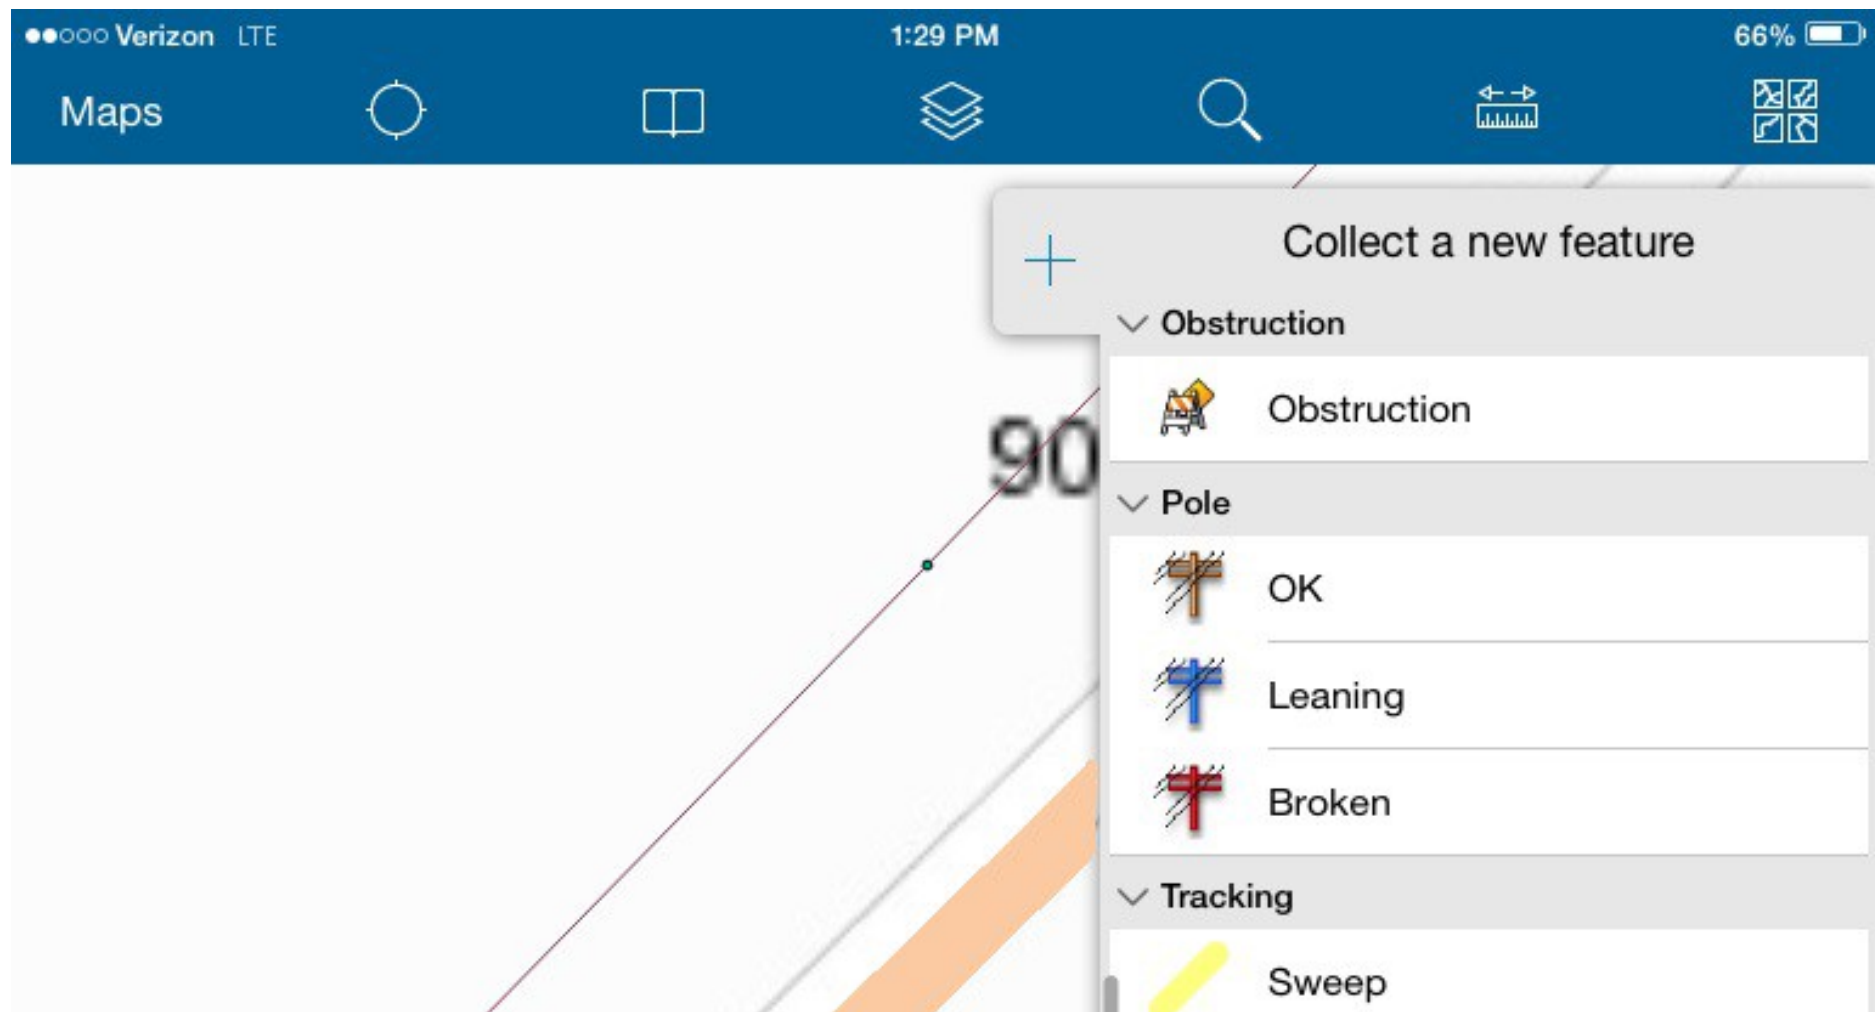 Verizon LTE 1:29 PM 66%
Maps
Collect a new feature
Obstruction
Obstruction
90
Pole
OK
Leaning
Broken
Tracking
Sweep